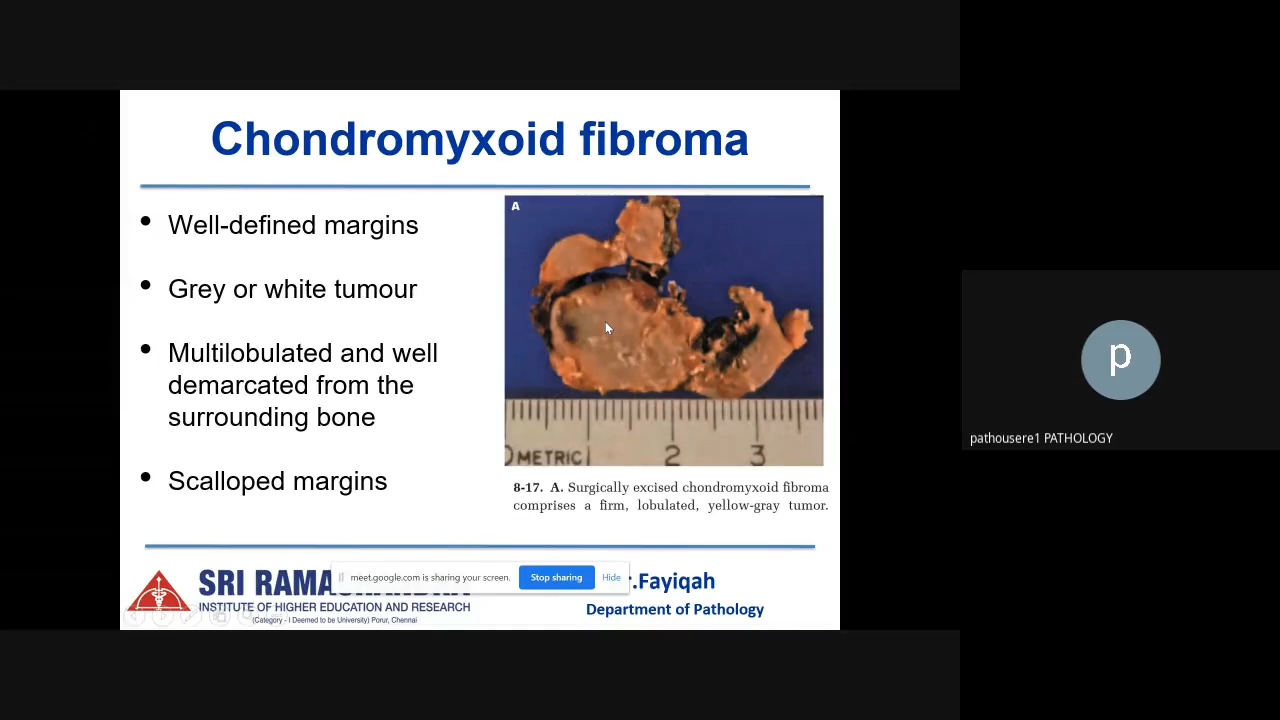 Chondromyxoid fibroma
• Well-defined margins
• Grey or white tumour
• Multilobulated and well
demarcated from the
surrounding bone
• Scalloped margins
A
METRIC 2 3
8-17. A. Surgically excised chondromyxoid fibroma
comprises a firm, lobulated, yellow-gray tumor.
SRI RAMA
INSTITUTE OF HIGHER EDUCATION AND RESEARCH
(Category - I Deemed to be University) Porur, Chennai
meet.google.com is sharing your screen. Stop sharing Hide
.Fayiqah
Department of Pathology
p
pathousere1 PATHOLOGY